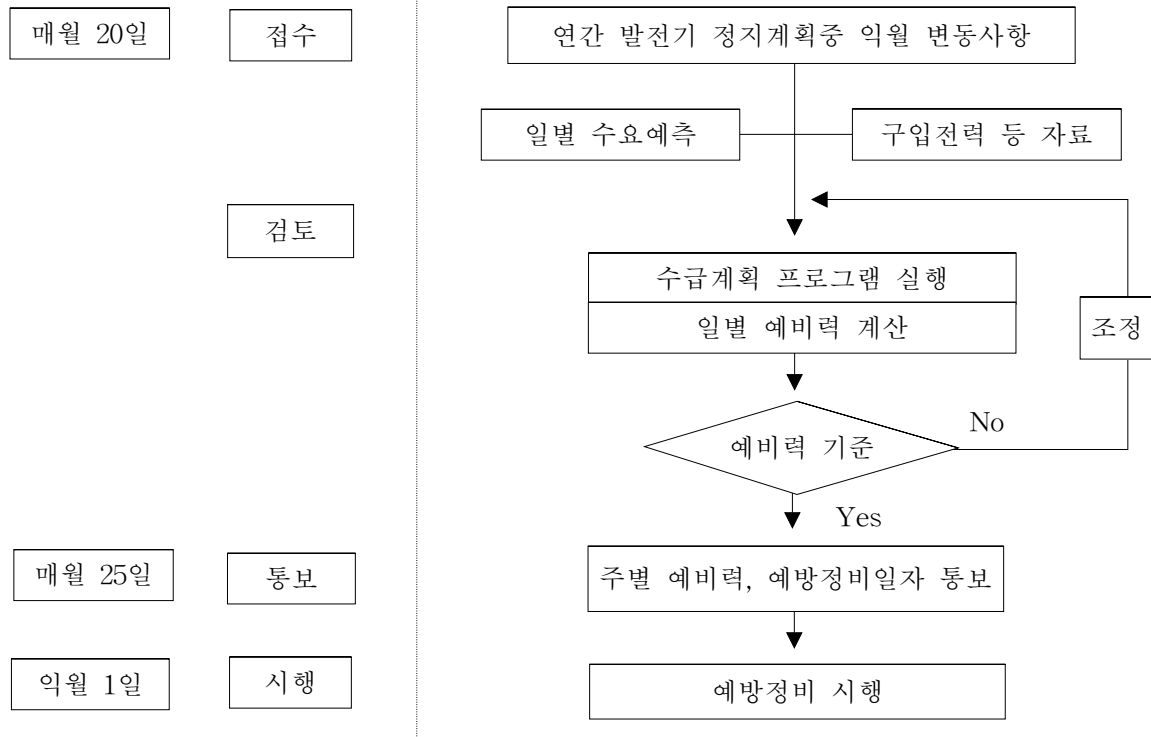 매월 20일
접수
연간 발전기 정지계획중 익월 변동사항
일별 수요예측
구입전력 등 자료
검토
수급계획 프로그램 실행
일별 예비력 계산
조정
예비력 기준
No
Yes
매월 25일
통보
주별 예비력, 예방정비일자 통보
익월 1일
시행
예방정비 시행